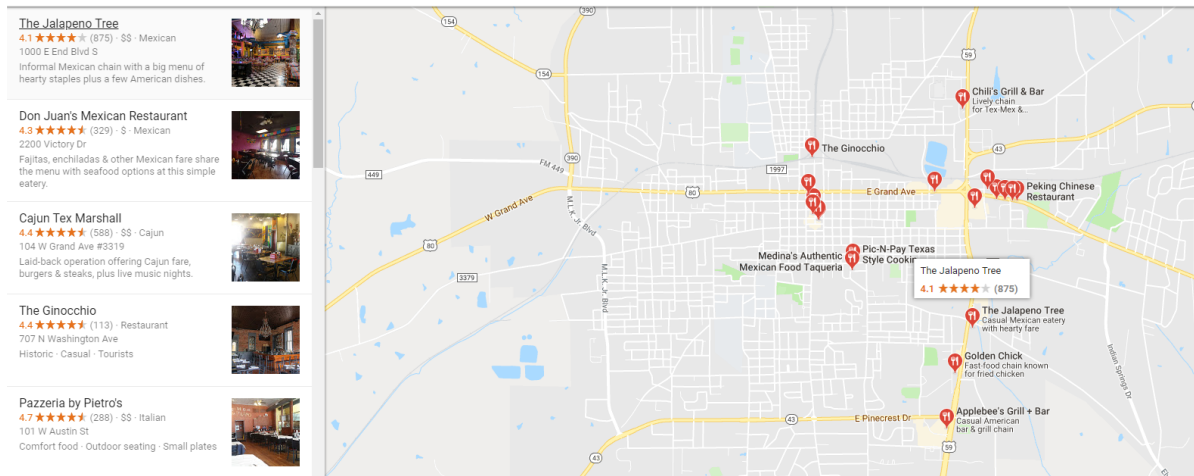 The Jalapeno Tree
4.1 ★★★★★ (875) · $$ · Mexican
1000 E End Blvd S
Informal Mexican chain with a big menu of
hearty staples plus a few American dishes.
Don Juan's Mexican Restaurant
4.3 ★★★★★ (329) · $ · Mexican
2200 Victory Dr
Fajitas, enchiladas & other Mexican fare share
the menu with seafood options at this simple
eatery.
Cajun Tex Marshall
4.4 ★★★★★ (588) · $$ · Cajun
104 W Grand Ave #3319
Laid-back operation offering Cajun fare,
burgers & steaks, plus live music nights.
The Ginocchio
4.4 ★★★★★ (113) · Restaurant
707 N Washington Ave
Historic · Casual · Tourists
Pazzeria by Pietro's
4.7 ★★★★★ (288) · $$ · Italian
101 W Austin St
Comfort food · Outdoor seating · Small plates
154
154
59
Chili's Grill & Bar
Lively chain
for Tex-Mex &..
43
The Ginocchio
390
FM 449
449
1997
80
E Grand Ave
Peking Chinese
Restaurant
W Grand Ave
M.L.K. Jr. Blvd
80
3379
Medina's Authentic
Mexican Food Taqueria
Pic-N-Pay Texas
Style Cookin
M.L.K. Jr Blvd
The Jalapeno Tree
4.1 ★★★★★ (875)
The Jalapeno Tree
Casual Mexican eatery
with hearty fare
Golden Chick
Fast-food chain known
for fried chicken
Indian Springs Dr
43
E Pinecrest Dr
Applebee's Grill + Bar
Casual American
bar & grill chain
59
43